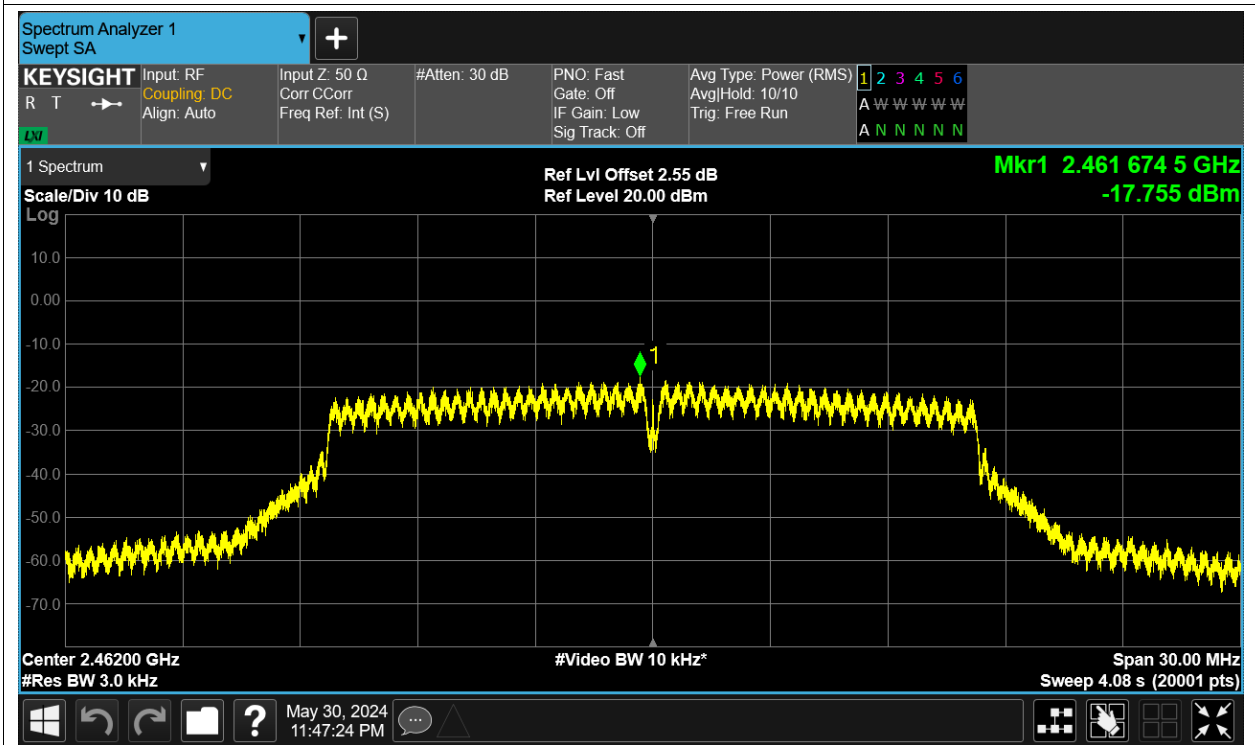 Spectrum Analyzer 1
Swept SA
KEYSIGHT
R T
LXI
Input: RF
Coupling: DC
Align: Auto
Input Z: 50 Ω
Corr CCorr
Freq Ref: Int (S)
#Atten: 30 dB
PNO: Fast
Gate: Off
IF Gain: Low
Sig Track: Off
Avg Type: Power (RMS)
Avg|Hold: 10/10
Trig: Free Run
1 2 3 4 5 6
A W W W W W
A N N N N N
1 Spectrum
Scale/Div 10 dB
Log
Ref Lvl Offset 2.55 dB
Ref Level 20.00 dBm
Mkr1 2.461 674 5 GHz
-17.755 dBm
10.0
0.00
-10.0
-20.0
-30.0
-40.0
-50.0
-60.0
-70.0
1
Center 2.46200 GHz
#Res BW 3.0 kHz
#Video BW 10 kHz*
Span 30.00 MHz
Sweep 4.08 s (20001 pts)
?
May 30, 2024
11:47:24 PM